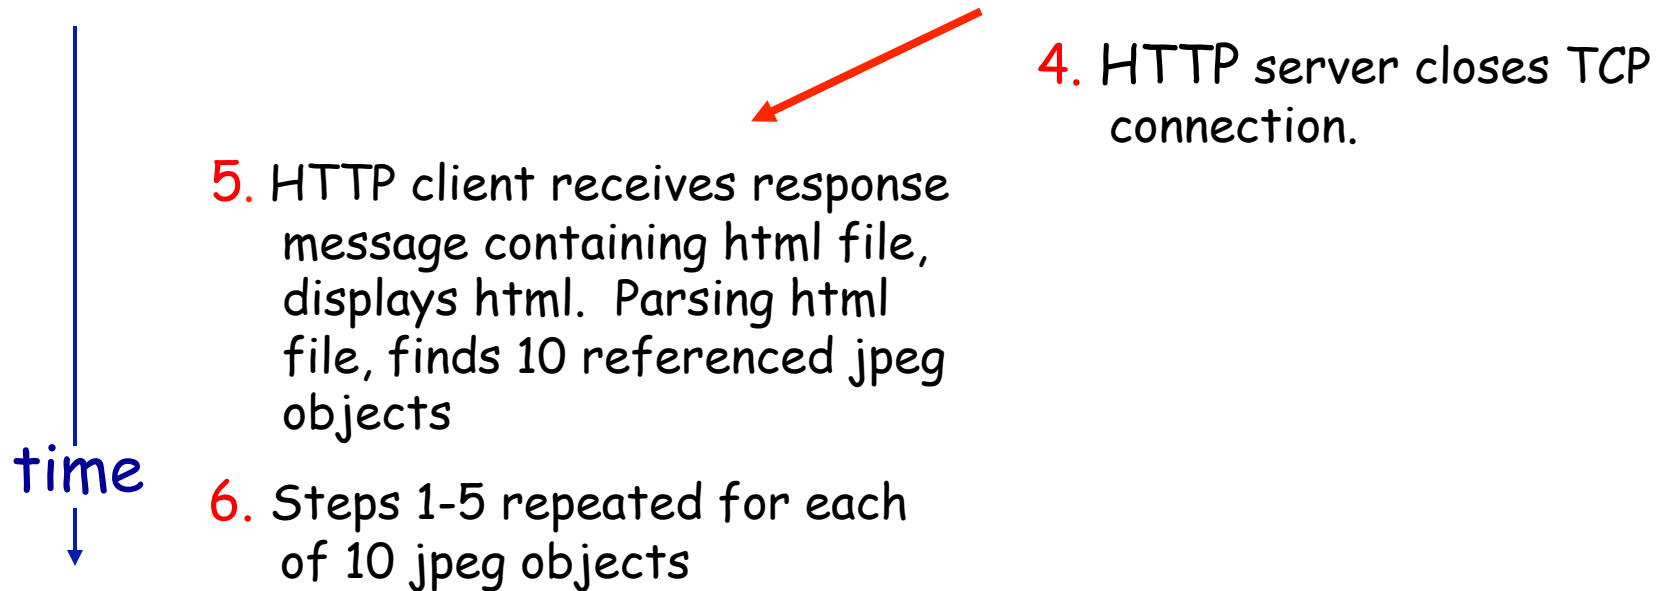 4. HTTP server closes TCP
connection.
5. HTTP client receives response
message containing html file,
displays html.  Parsing html
file, finds 10 referenced jpeg
objects
time
6. Steps 1-5 repeated for each
of 10 jpeg objects